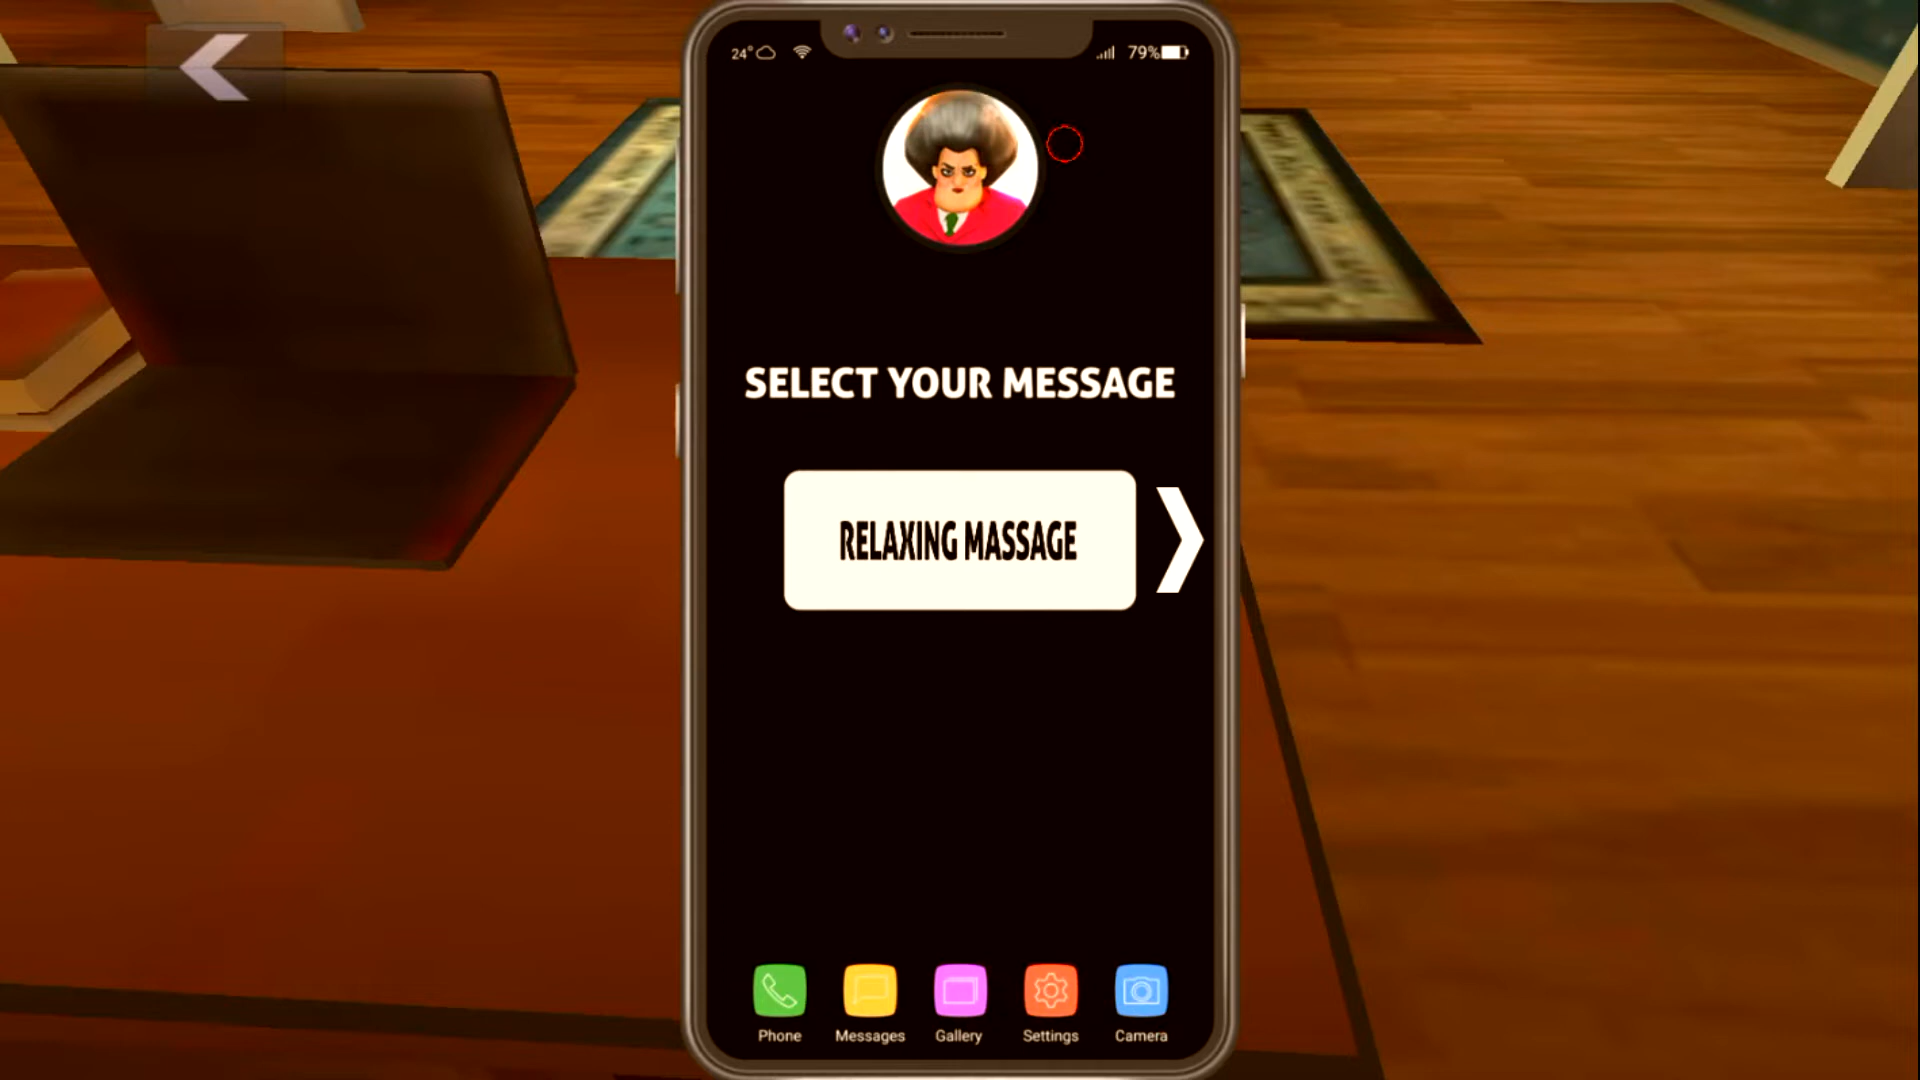 24°
79%
SELECT YOUR MESSAGE
RELAXING MASSAGE
Phone Messages Gallery Settings Camera